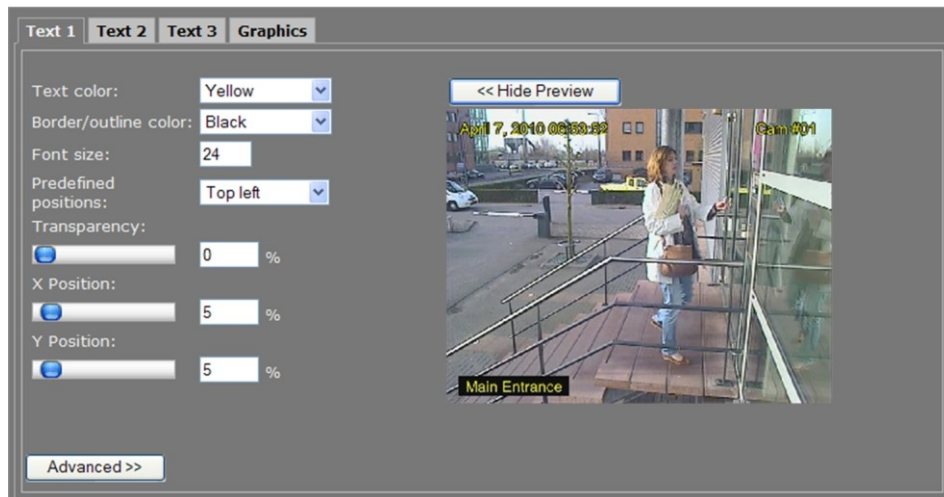 Text 1 Text 2 Text 3 Graphics
Text color: Yellow
Border/outline color: Black
Font size: 24
Predefined
positions: Top left
Transparency:
0 %
X Position:
5 %
Y Position:
5 %
Advanced >>
<< Hide Preview
April 7, 2010 Cam #01
Main Entrance